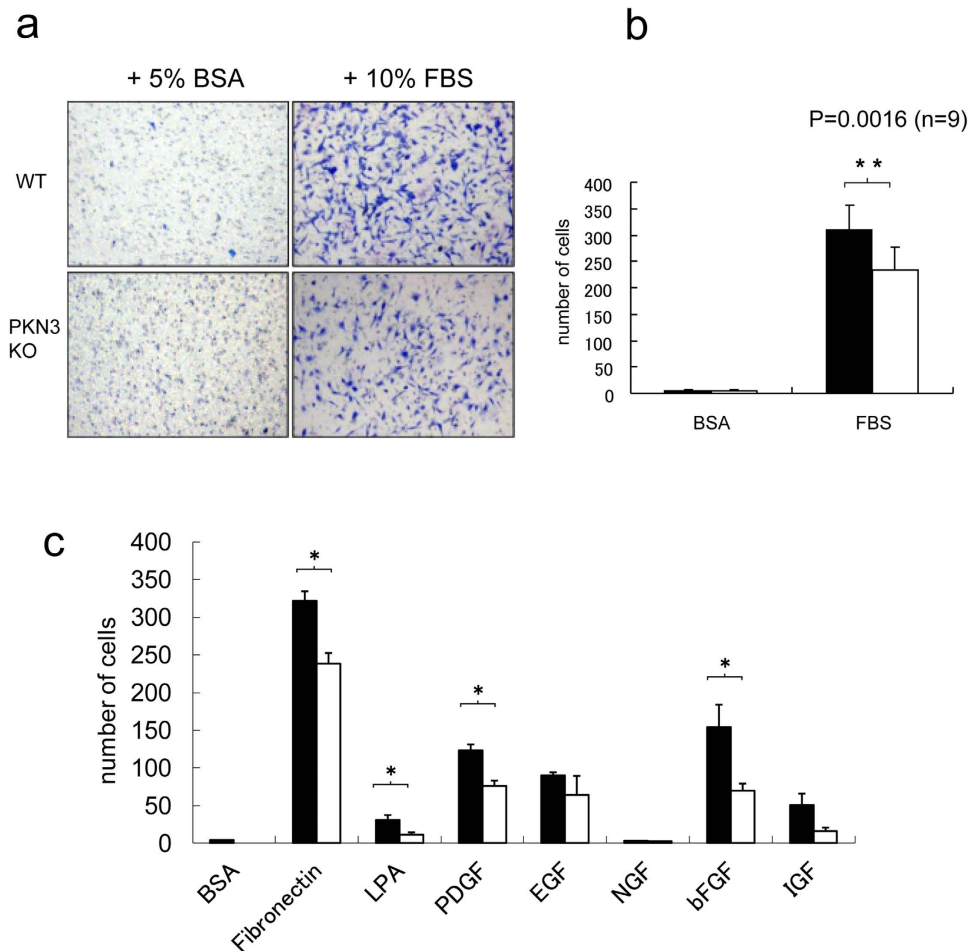 a
+ 5% BSA
+ 10% FBS
WT
PKN3
KO
b
P=0.0016 (n=9)
**
400
350
300
250
200
150
100
50
0
number of cells
BSA
FBS
c
400
350
300
250
200
150
100
50
0
number of cells
*
*
*
*
BSA
Fibronectin
LPA
PDGF
EGF
NGF
bFGF
IGF